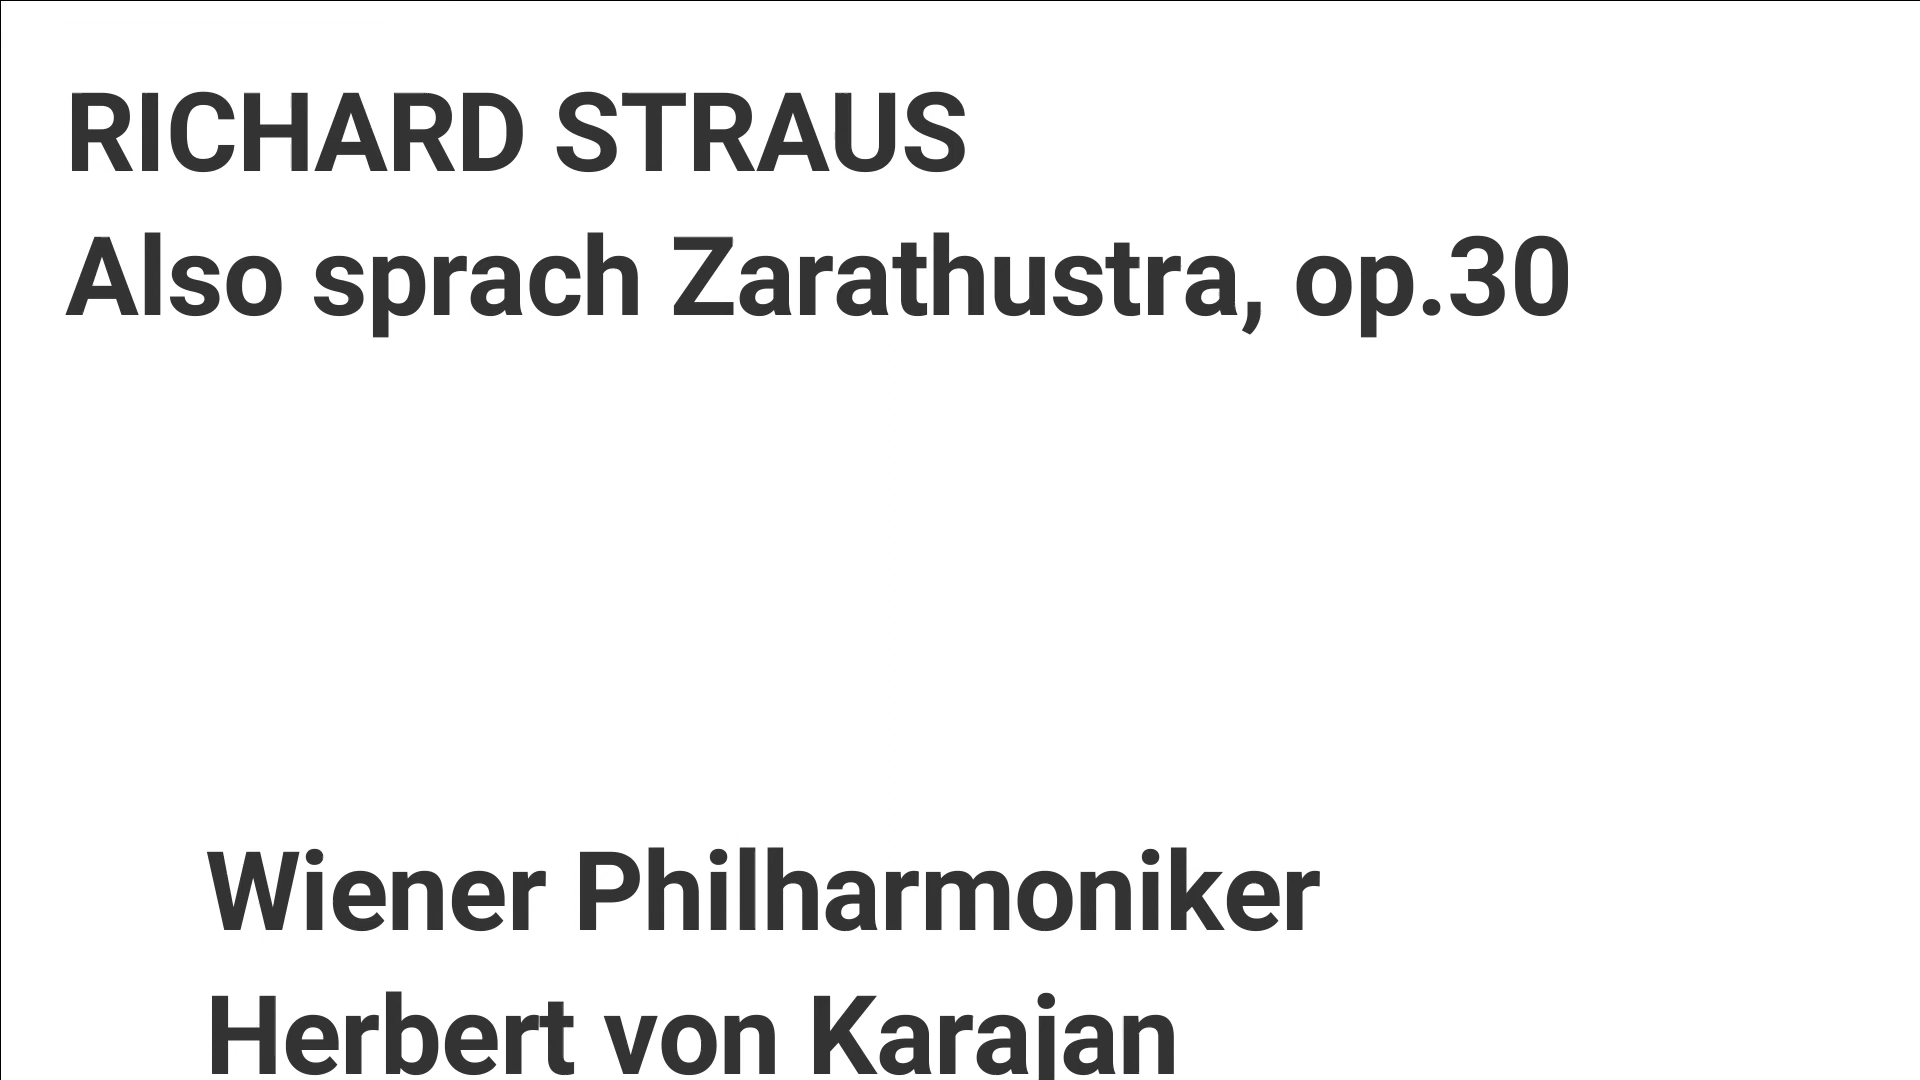 RICHARD STRAUS
Also sprach Zarathustra, op.30
Wiener Philharmoniker
Herbert von Karajan